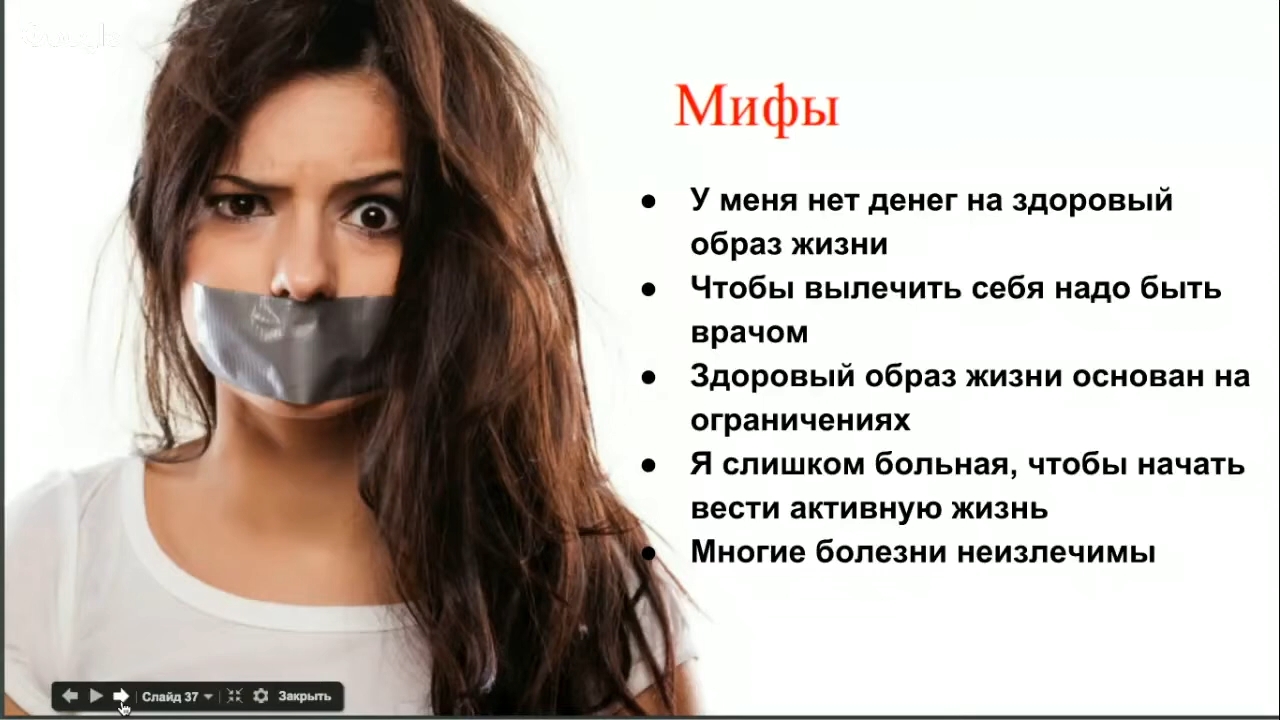 Google
Мифы
● У меня нет денег на здоровый
образ жизни
● Чтобы вылечить себя надо быть
врачом
● Здоровый образ жизни основан на
ограничениях
● Я слишком больная, чтобы начать
вести активную жизнь
● Многие болезни неизлечимы
Слайд 37 Закрыть